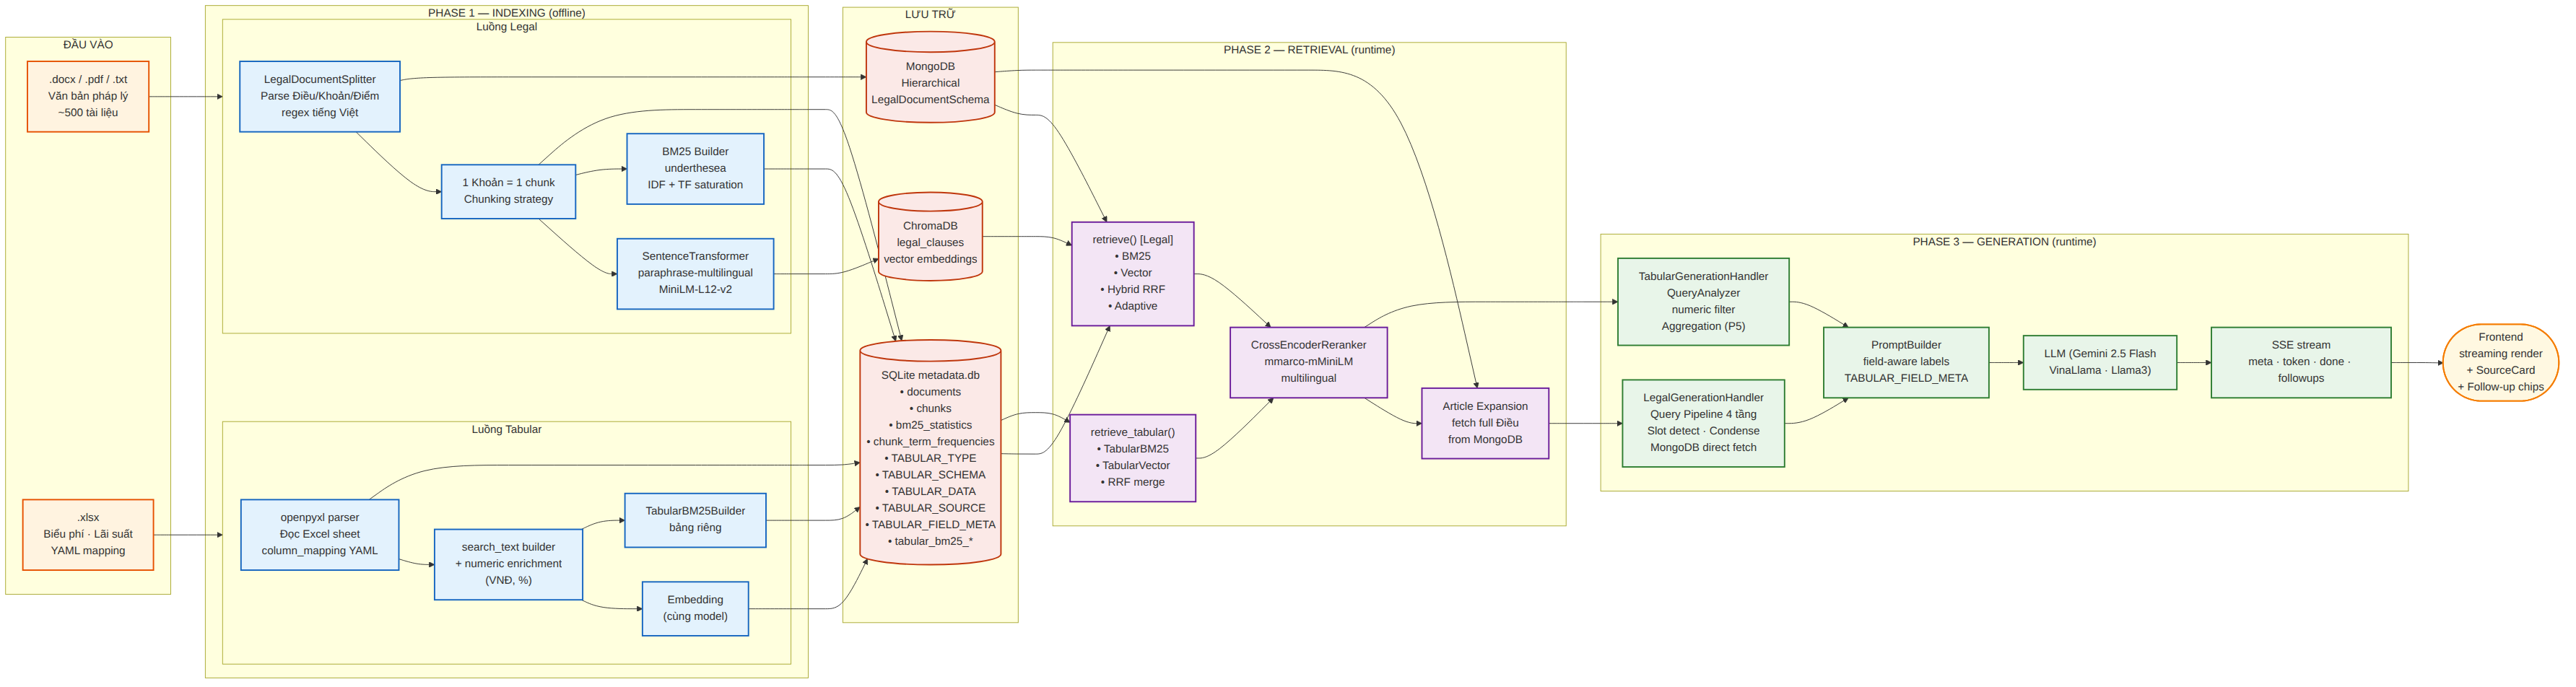 ĐẦU VÀO
.docx / .pdf / .txt
Văn bản pháp lý
~500 tài liệu
.xlsx
Biểu phí · Lãi suất
YAML mapping
PHASE 1 — INDEXING (offline)
Luồng Legal
LegalDocumentSplitter
Parse Điều/Khoản/Điểm
regex tiếng Việt
1 Khoản = 1 chunk
Chunking strategy
BM25 Builder
underthesea
IDF + TF saturation
SentenceTransformer
paraphrase-multilingual
MiniLM-L12-v2
Luồng Tabular
openpyxl parser
Đọc Excel sheet
column_mapping YAML
search_text builder
+ numeric enrichment
(VNĐ, %)
TabularBM25Builder
bảng riêng
Embedding
(cùng model)
LƯU TRỮ
MongoDB
Hierarchical
LegalDocumentSchema
ChromaDB
legal_clauses
vector embeddings
SQLite metadata.db
• documents
• chunks
• bm25_statistics
• chunk_term_frequencies
• TABULAR_TYPE
• TABULAR_SCHEMA
• TABULAR_DATA
• TABULAR_SOURCE
• TABULAR_FIELD_META
• tabular_bm25_*
PHASE 2 — RETRIEVAL (runtime)
retrieve() [Legal]
• BM25
• Vector
• Hybrid RRF
• Adaptive
retrieve_tabular()
• TabularBM25
• TabularVector
• RRF merge
CrossEncoderReranker
mmarco-mMiniLM
multilingual
Article Expansion
fetch full Điều
from MongoDB
PHASE 3 — GENERATION (runtime)
TabularGenerationHandler
QueryAnalyzer
numeric filter
Aggregation (P5)
LegalGenerationHandler
Query Pipeline 4 tầng
Slot detect · Condense
MongoDB direct fetch
PromptBuilder
field-aware labels
TABULAR_FIELD_META
LLM (Gemini 2.5 Flash
VinaLlama · Llama3)
SSE stream
meta · token · done ·
followups
Frontend
streaming render
+ SourceCard
+ Follow-up chips